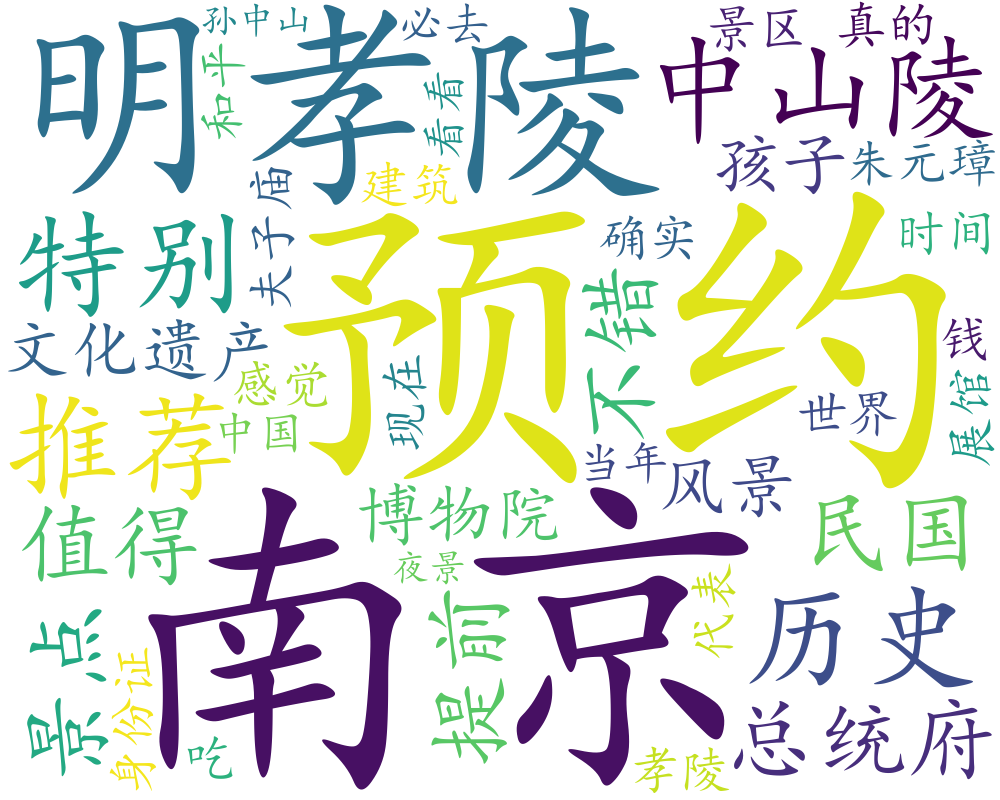 孙中山
必去
景区
真的
明孝陵
和平
看看
中山陵
孩子
朱元璋
建筑
夫子庙
特别
预约
确实
时间
不错
文化遗产
钱
感觉
现在
中国
推荐
世界
展馆
当年
风景
值得
博物院
民国
南京
夜景
代表
提前
历史
景点
身份证
吃
孝陵
总统府